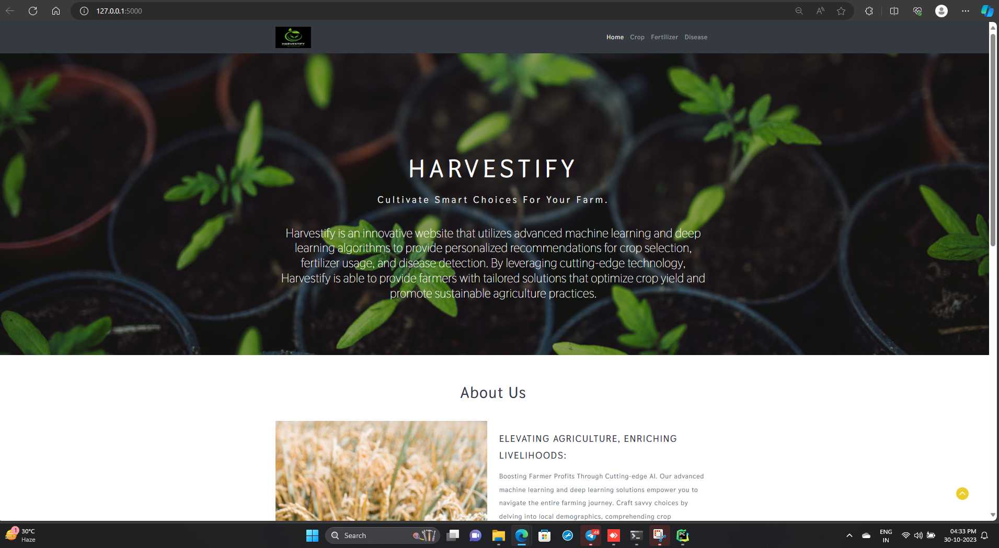 127.0.0.1:5000
HARVESTIFY
Home Crop Fertilizer Disease
HARVESTIFY
Cultivate Smart Choices For Your Farm.
Harvestify is an innovative website that utilizes advanced machine learning and deep
learning algorithms to provide personalized recommendations for crop selection,
fertilizer usage, and disease detection. By leveraging cutting-edge technology,
Harvestify is able to provide farmers with tailored solutions that optimize crop yield and
promote sustainable agriculture practices.
About Us
ELEVATING AGRICULTURE, ENRICHING
LIVELIHOODS:
Boosting Farmer Profits Through Cutting-edge AI. Our advanced
machine learning and deep learning solutions empower you to
navigate the entire farming journey. Craft savvy choices by
delving into local demographics, comprehending crop
1
30°C
Haze
Search
48
PC
ENG
IN
04:33 PM
30-10-2023